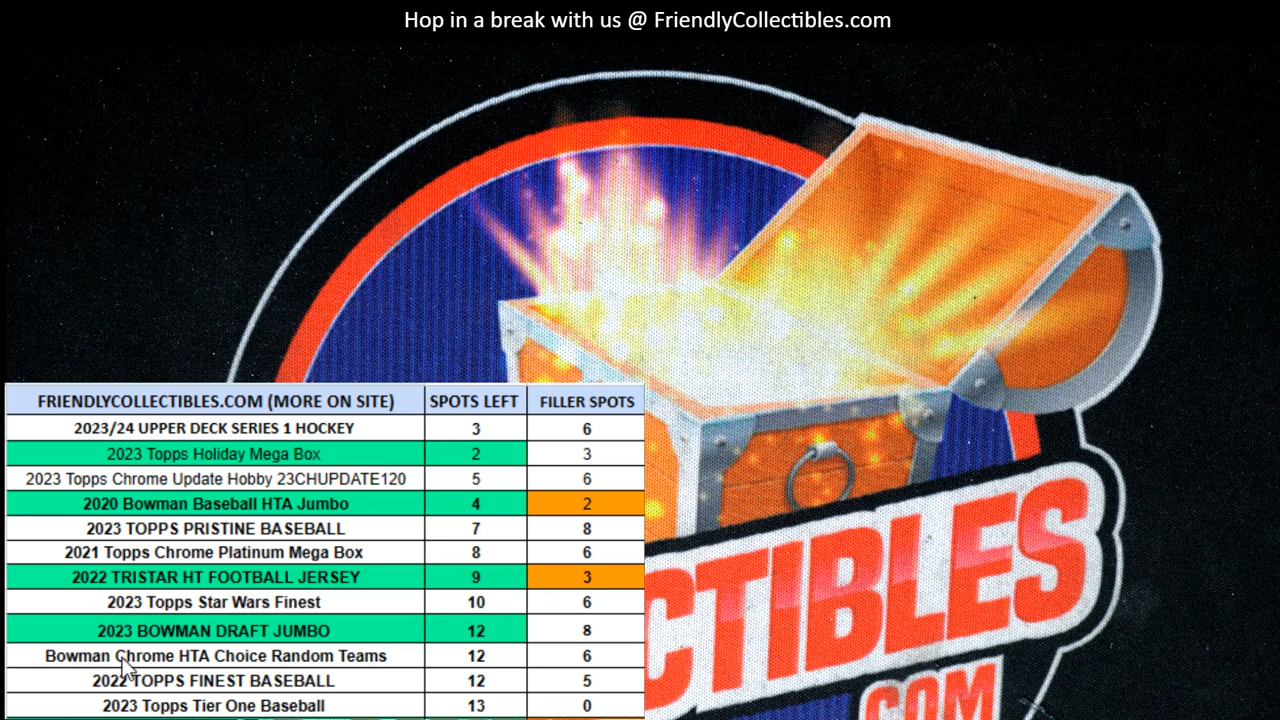 Hop in a break with us @ FriendlyCollectibles.com
FRIENDLYCOLLECTIBLES.COM (MORE ON SITE) SPOTS LEFT FILLER SPOTS
2023/24 UPPER DECK SERIES 1 HOCKEY 3 6
2023 Topps Holiday Mega Box 2 3
2023 Topps Chrome Update Hobby 23CHUPDATE120 5 6
2020 Bowman Baseball HTA Jumbo 4 2
2023 TOPPS PRISTINE BASEBALL 7 8
2021 Topps Chrome Platinum Mega Box 8 6
2022 TRISTAR HT FOOTBALL JERSEY 9 3
2023 Topps Star Wars Finest 10 6
2023 BOWMAN DRAFT JUMBO 12 8
Bowman Chrome HTA Choice Random Teams 12 6
2022 TOPPS FINEST BASEBALL 12 5
2023 Topps Tier One Baseball 13 0
CTIBLES
.COM